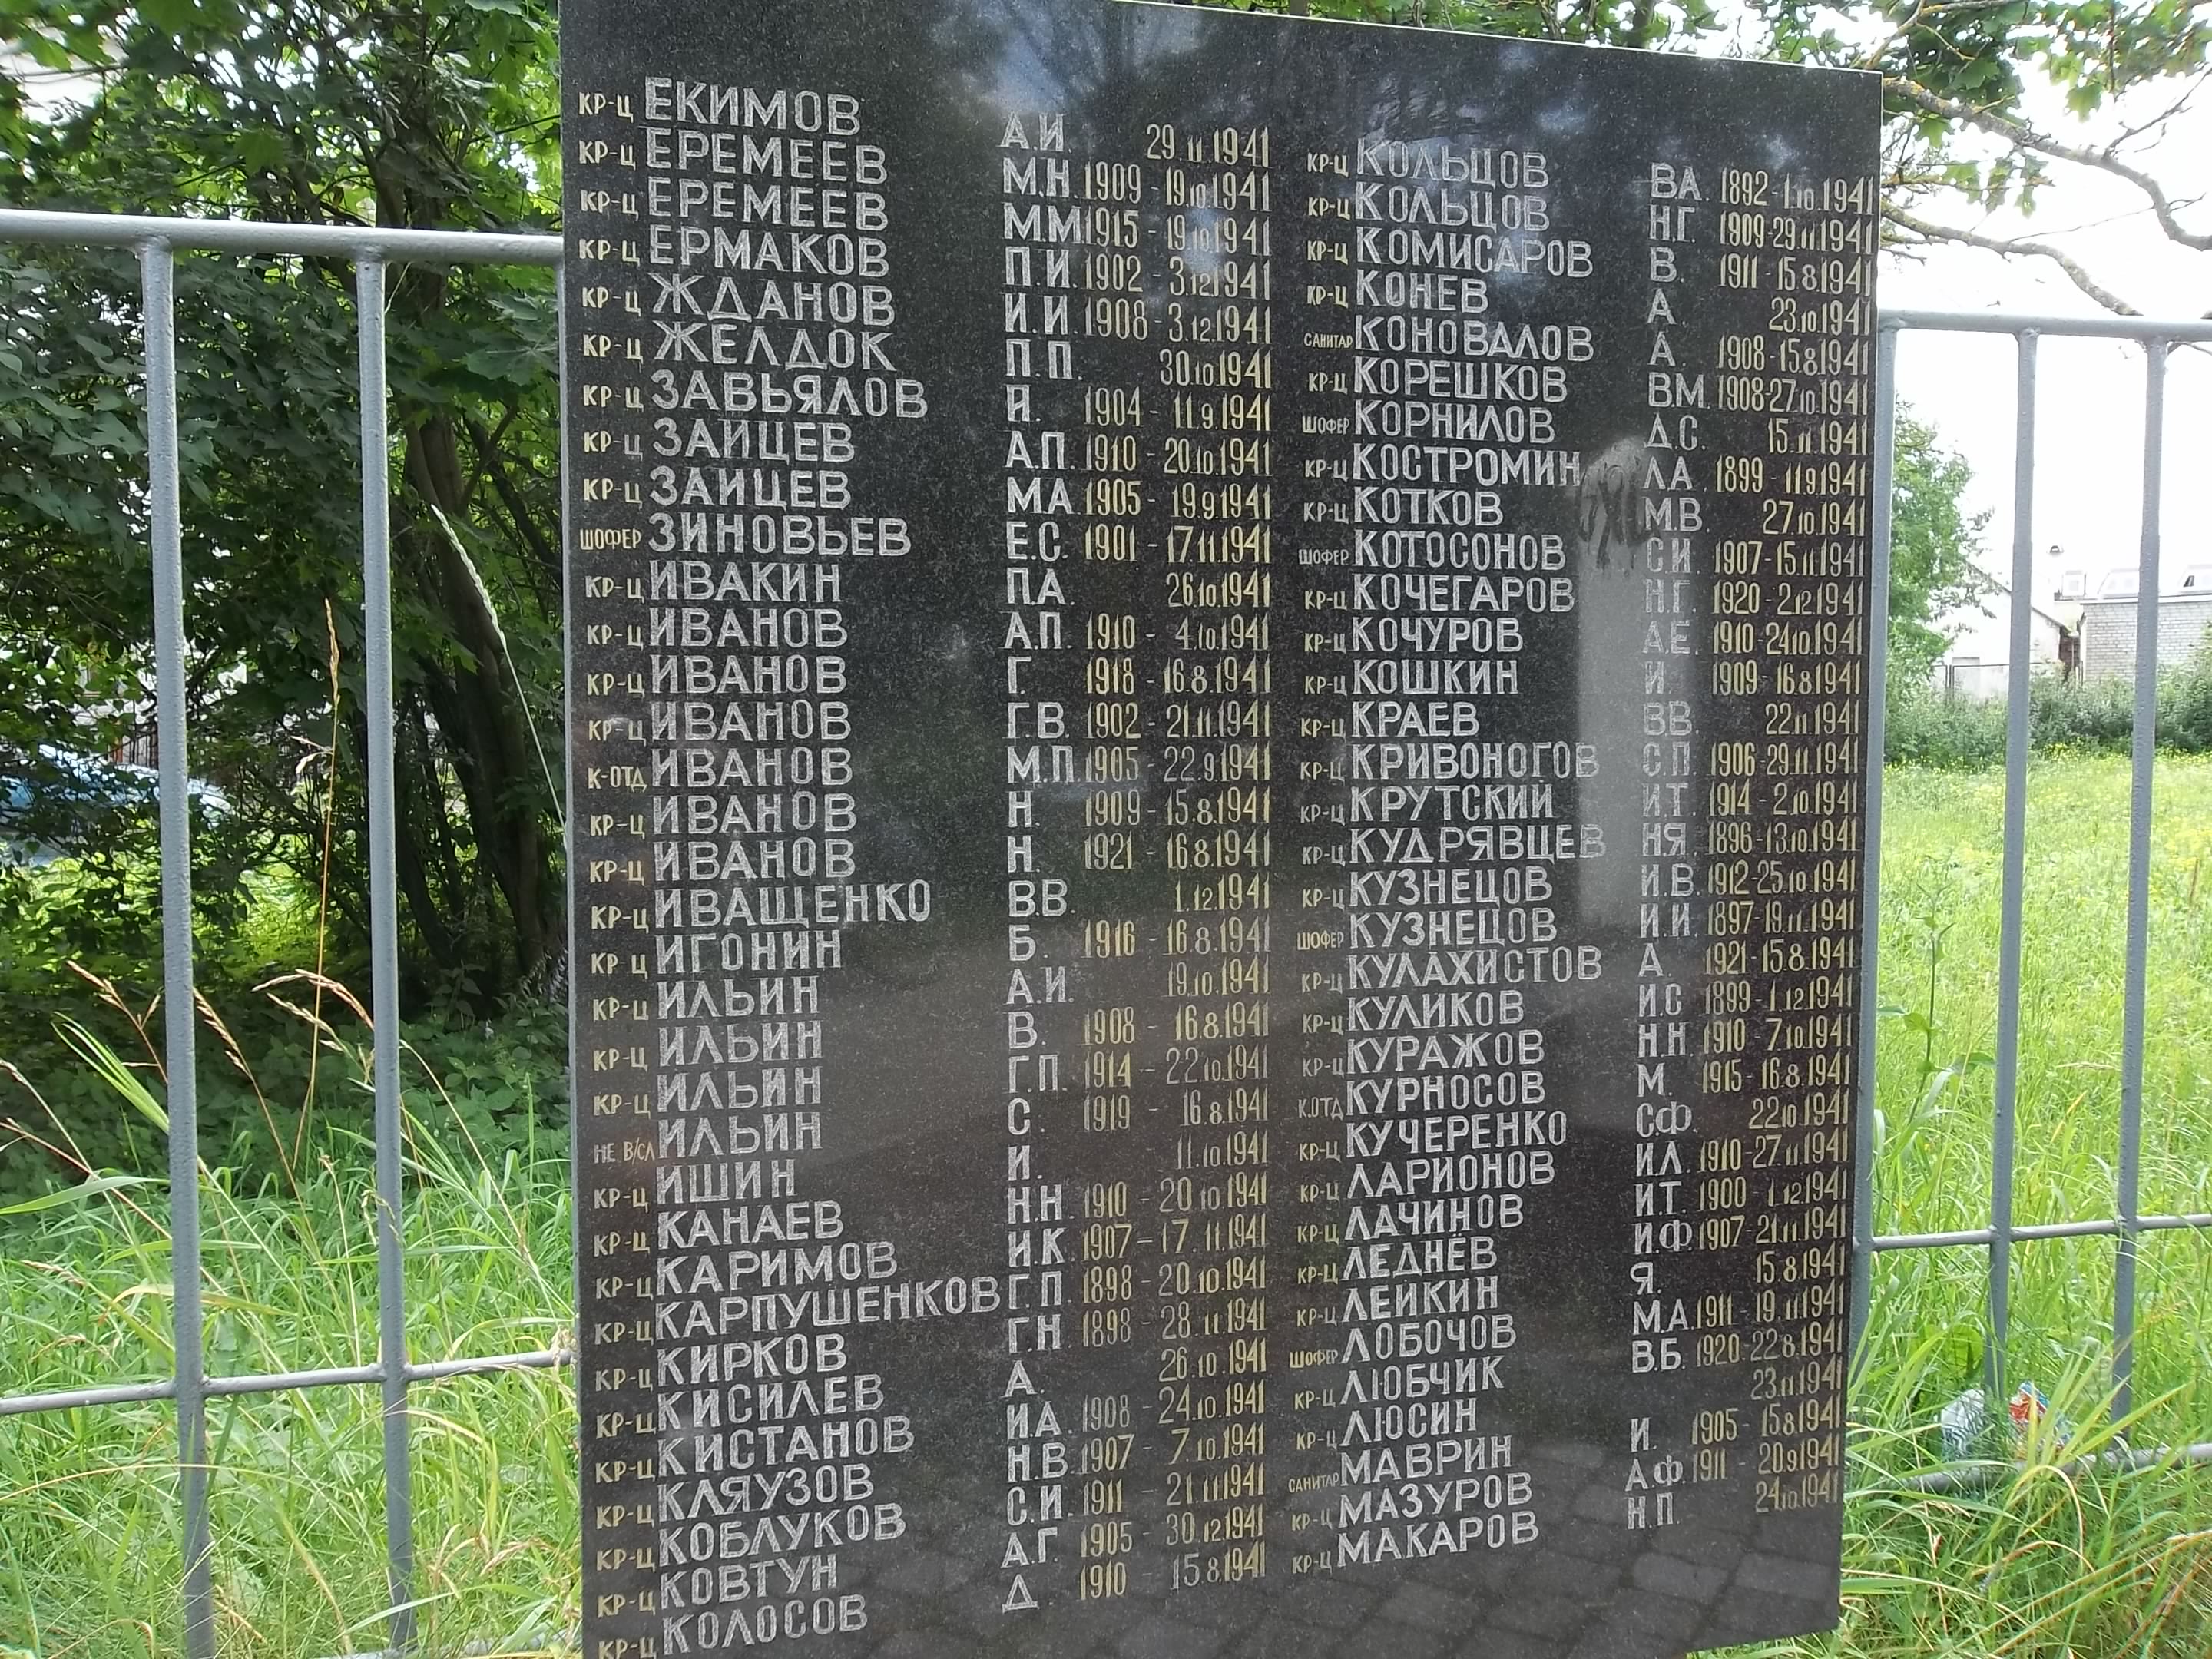 КР-Ц ЕКИМОВ А.И. 29.11.1941
КР-Ц ЕРЕМЕЕВ М.Н 1909 - 19.10.1941
КР-Ц ЕРЕМЕЕВ М.М 1915 - 19.10.1941
КР-Ц ЕРМАКОВ П.И 1902 - 3.12.1941
КР-Ц ЖДАНОВ И.И 1908 - 3.12.1941
КР-Ц ЖЕЛДОК П.П. 30.10.1941
КР-Ц ЗАВЬЯЛОВ Я. 1904 - 11.9.1941
КР-Ц ЗАЙЦЕВ А.П. 1910 - 20.10.1941
КР-Ц ЗАЙЦЕВ М.А 1905 - 19.9.1941
ШОФЕР ЗИНОВЬЕВ Е.С. 1901 - 17.11.1941
КР-Ц ИВАКИН П.А. 26.10.1941
КР-Ц ИВАНОВ А.П 1910 - 4.10.1941
КР-Ц ИВАНОВ Г. 1918 - 16.8.1941
КР-Ц ИВАНОВ Г.В. 1902 - 21.11.1941
К-ОТД ИВАНОВ М.П. 1905 - 22.9.1941
КР-Ц ИВАНОВ Н. 1909 - 15.8.1941
КР-Ц ИВАНОВ Н. 1921 - 16.8.1941
КР-Ц ИВАЩЕНКО В.В. 1.12.1941
КР-Ц ИГОНИН Б. 1916 - 16.8.1941
КР-Ц ИЛЬИН А.И. 19.10.1941
КР-Ц ИЛЬИН В. 1908 - 16.8.1941
КР-Ц ИЛЬИН Г.П. 1914 - 22.10.1941
НЕ В/СЛ ИЛЬИН С. 1919 - 16.8.1941
КР-Ц ИШИН И. 11.10.1941
КР-Ц КАНАЕВ Н.Н. 1910 - 20.10.1941
КР-Ц КАРИМОВ И.К 1907 - 17.11.1941
КР-Ц КАРПУШЕНКОВ Г.П 1898 - 20.10.1941
КР-Ц КИРКОВ Г.Н 1898 - 28.11.1941
КР-Ц КИСИЛЕВ А. 26.10.1941
КР-Ц КИСТАНОВ И.А. 1908 - 24.10.1941
КР-Ц КЛЯУЗОВ Н.В 1907 - 7.10.1941
КР-Ц КОБЛУКОВ С.И. 1911 - 21.11.1941
КР-Ц КОВТУН А.Г. 1905 - 30.12.1941
КР-Ц КОЛОСОВ Д. 1910 - 15.8.1941
КР-Ц КОЛЬЦОВ В.А. 1892 - 1.10.1941
КР-Ц КОЛЬЦОВ Н.Г. 1909 - 29.11.1941
КР-Ц КОМИСАРОВ В. 1911 - 15.8.1941
КР-Ц КОНЕВ А. 23.10.1941
САНИТАР КОНОВАЛОВ А. 1908 - 15.8.1941
КР-Ц КОРЕШКОВ В.М. 1908 - 27.10.1941
ШОФЕР КОРНИЛОВ Д.С. 15.11.1941
КР-Ц КОСТРОМИН Л.А 1899 - 11.9.1941
КР-Ц КОТКОВ М.В. 27.10.1941
ШОФЕР КОТОСОНОВ С.И. 1907 - 15.11.1941
КР-Ц КОЧЕГАРОВ Н.Г. 1920 - 2.12.1941
КР-Ц КОЧУРОВ Д.Е. 1910 - 24.10.1941
КР-Ц КОШКИН И. 1909 - 16.8.1941
КР-Ц КРАЕВ В.В. 22.11.1941
КР-Ц КРИВОНОГОВ С.П. 1906 - 29.11.1941
КР-Ц КРУТСКИЙ И.Т. 1914 - 2.10.1941
КР-Ц КУДРЯВЦЕВ Н.Я 1896 - 13.10.1941
КР-Ц КУЗНЕЦОВ И.В. 1912 - 25.10.1941
ШОФЕР КУЗНЕЦОВ И.И 1897 - 19.11.1941
КР-Ц КУЛАХИСТОВ А. 1921 - 15.8.1941
КР-Ц КУЛИКОВ И.С 1899 - 1.12.1941
КР-Ц КУРАЖОВ Н.Н. 1910 - 7.10.1941
К.ОТД КУРНОСОВ М. 1915 - 16.8.1941
КР-Ц КУЧЕРЕНКО С.Ф. 22.10.1941
КР-Ц ЛАРИОНОВ И.Л. 1910 - 27.11.1941
КР-Ц ЛАЧИНОВ И.Т. 1900 - 1.12.1941
КР-Ц ЛЕДНЁВ И.Ф. 1907 - 21.11.1941
КР-Ц ЛЕЙКИН Я. 15.8.1941
ШОФЕР ЛОБОЧОВ М.А. 1911 - 19.11.1941
КР-Ц ЛЮБЧИК В.Б. 1920 - 22.8.1941
КР-Ц ЛЮСИН 23.11.1941
САНИТАР МАВРИН И. 1905 - 15.8.1941
КР-Ц МАЗУРОВ А.Ф. 1911 - 20.9.1941
КР-Ц МАКАРОВ Н.П. 24.10.1941